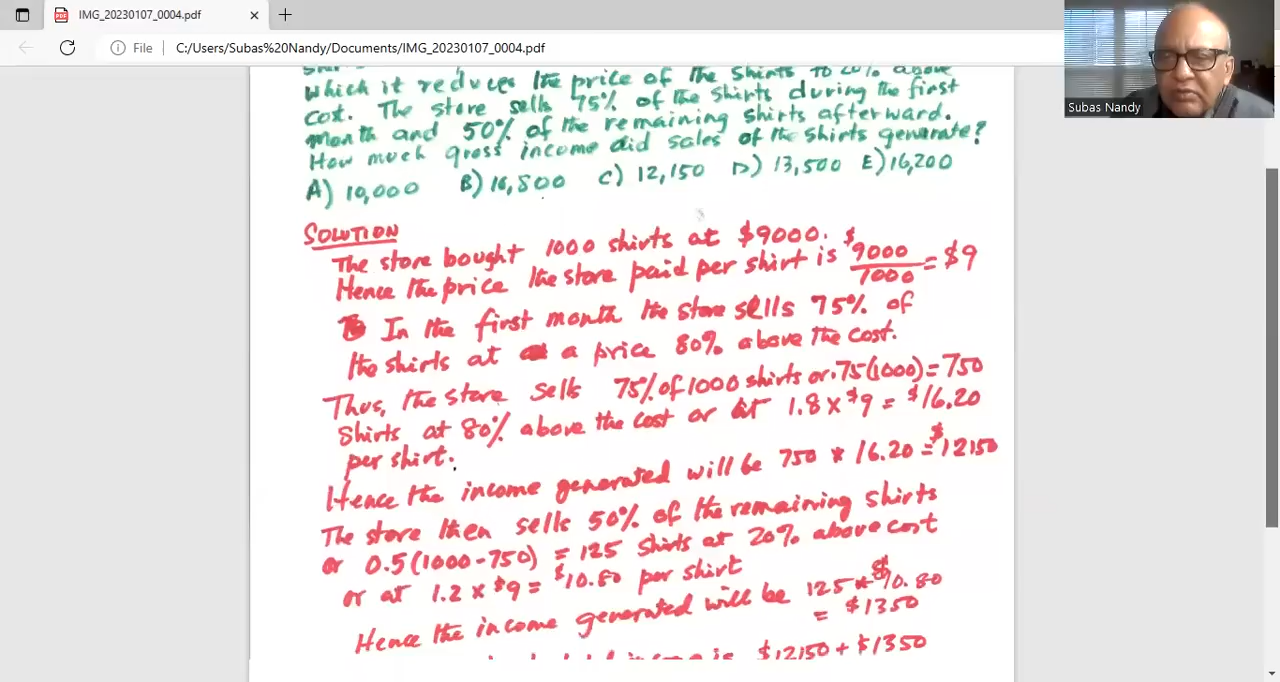 IMG_20230107_0004.pdf
File
C:/Users/Subas%20Nandy/Documents/IMG_20230107_0004.pdf
Subas Nandy
which it reduces the price of the shirts to 20% above
cost. The store sells 75% of the shirts during the first
month and 50% of the remaining shirts afterward.
How much gross income did sales of the shirts generate?
A) 10,000 B) 16,800 C) 12,150 D) 13,500 E) 16,200
SOLUTION
The store bought 1000 shirts at $9000.
Hence the price the store paid per shirt is $9000/1000 = $9
In the first month the store sells 75% of
the shirts at a price 80% above the cost.
Thus, the store sells 75% of 1000 shirts or .75(1000) = 750
shirts at 80% above the cost or at 1.8 x $9 = $16.20
per shirt.
Hence the income generated will be 750 * 16.20 = $12150
The store then sells 50% of the remaining shirts
or 0.5(1000-750) = 125 shirts at 20% above cost
or at 1.2 x $9 = $10.80 per shirt
Hence the income generated will be 125 * $10.80
= $1350
income is $12150 + $1350